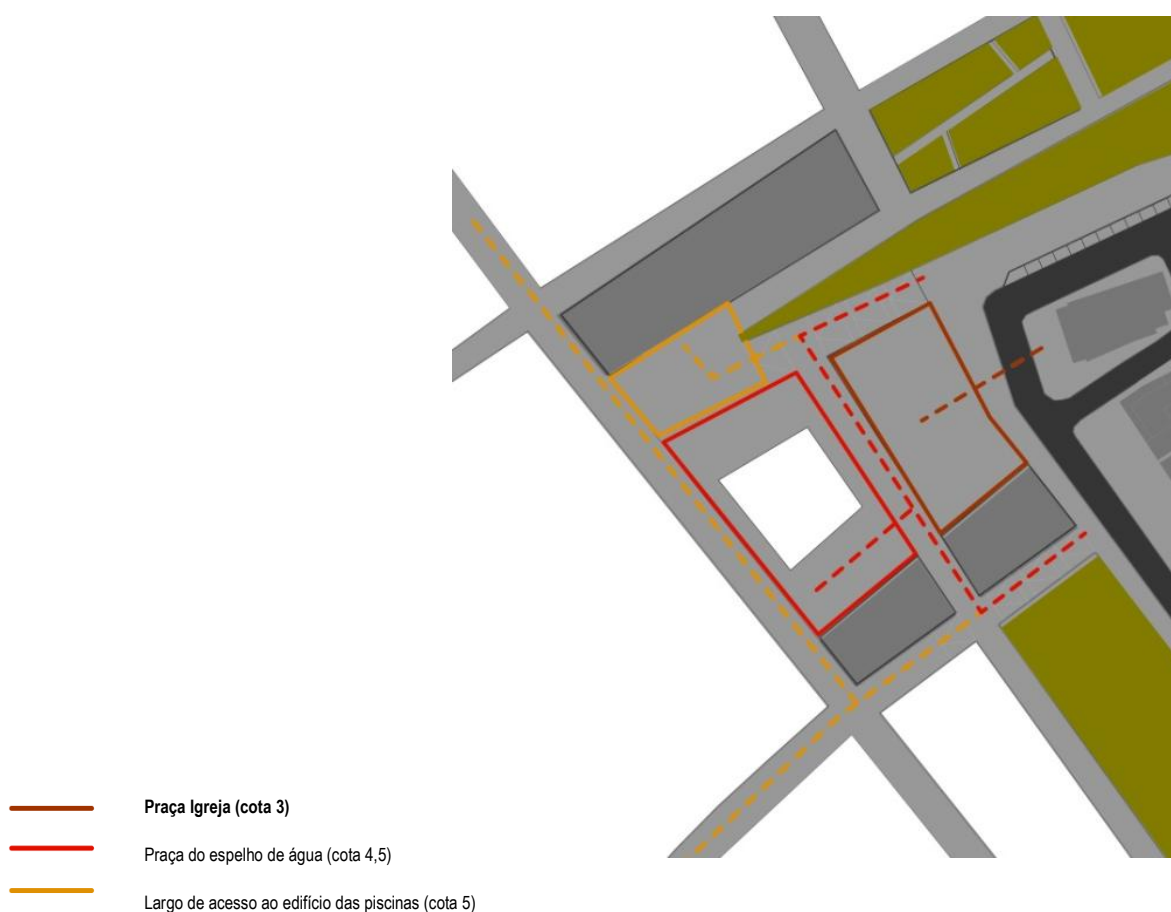 Praça Igreja (cota 3)
Praça do espelho de água (cota 4,5)
Largo de acesso ao edifício das piscinas (cota 5)